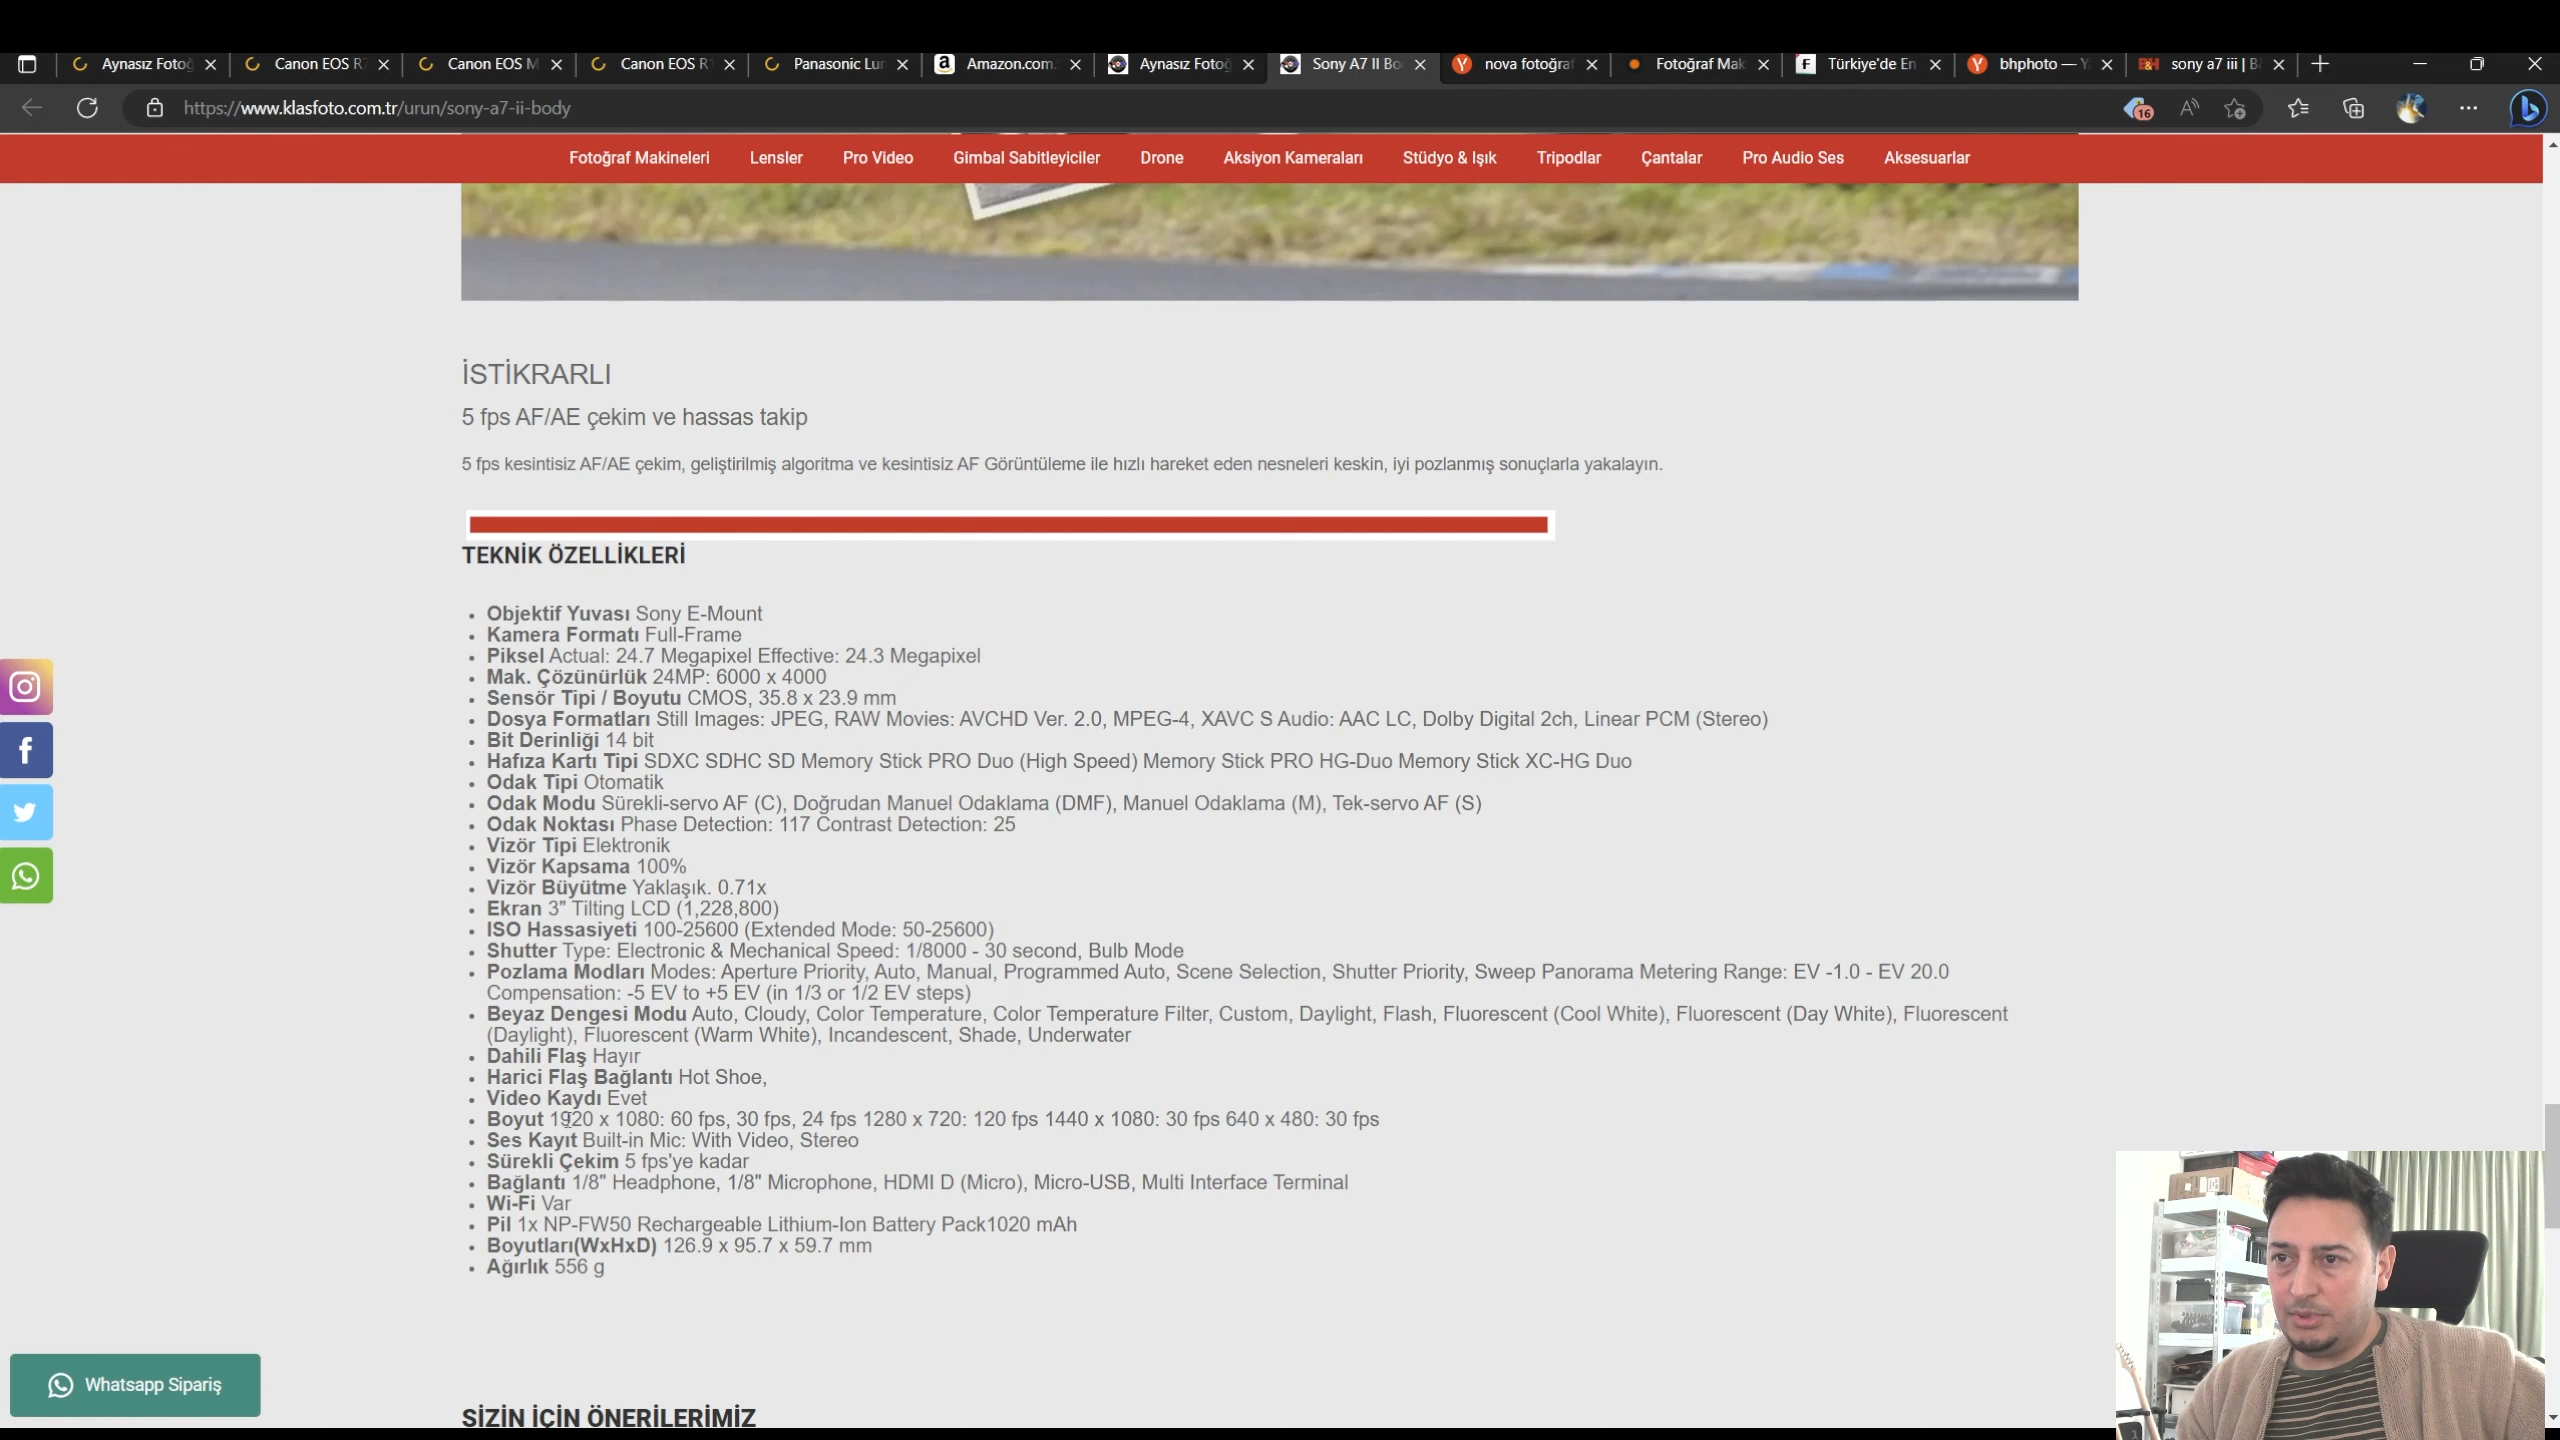 Aynasız Fotoğ
Canon EOS R7
Canon EOS M
Canon EOS R
Panasonic Lum
Amazon.com.
Aynasız Fotoğ
Sony A7 II Bo
nova fotoğraf
Fotoğraf Mak
Türkiye'de En
bhphoto — Y
sony a7 iii | B
https://www.klasfoto.com.tr/urun/sony-a7-ii-body
16
Fotoğraf Makineleri Lensler Pro Video Gimbal Sabitleyiciler Drone Aksiyon Kameraları Stüdyo & Işık Tripodlar Çantalar Pro Audio Ses Aksesuarlar
İSTİKRARLI
5 fps AF/AE çekim ve hassas takip
5 fps kesintisiz AF/AE çekim, geliştirilmiş algoritma ve kesintisiz AF Görüntüleme ile hızlı hareket eden nesneleri keskin, iyi pozlanmış sonuçlarla yakalayın.
TEKNİK ÖZELLİKLERİ
Objektif Yuvası Sony E-Mount
Kamera Formatı Full-Frame
Piksel Actual: 24.7 Megapixel Effective: 24.3 Megapixel
Mak. Çözünürlük 24MP: 6000 x 4000
Sensör Tipi / Boyutu CMOS, 35.8 x 23.9 mm
Dosya Formatları Still Images: JPEG, RAW Movies: AVCHD Ver. 2.0, MPEG-4, XAVC S Audio: AAC LC, Dolby Digital 2ch, Linear PCM (Stereo)
Bit Derinliği 14 bit
Hafıza Kartı Tipi SDXC SDHC SD Memory Stick PRO Duo (High Speed) Memory Stick PRO HG-Duo Memory Stick XC-HG Duo
Odak Tipi Otomatik
Odak Modu Sürekli-servo AF (C), Doğrudan Manuel Odaklama (DMF), Manuel Odaklama (M), Tek-servo AF (S)
Odak Noktası Phase Detection: 117 Contrast Detection: 25
Vizör Tipi Elektronik
Vizör Kapsama 100%
Vizör Büyütme Yaklaşık. 0.71x
Ekran 3" Tilting LCD (1,228,800)
ISO Hassasiyeti 100-25600 (Extended Mode: 50-25600)
Shutter Type: Electronic & Mechanical Speed: 1/8000 - 30 second, Bulb Mode
Pozlama Modları Modes: Aperture Priority, Auto, Manual, Programmed Auto, Scene Selection, Shutter Priority, Sweep Panorama Metering Range: EV -1.0 - EV 20.0
Compensation: -5 EV to +5 EV (in 1/3 or 1/2 EV steps)
Beyaz Dengesi Modu Auto, Cloudy, Color Temperature, Color Temperature Filter, Custom, Daylight, Flash, Fluorescent (Cool White), Fluorescent (Day White), Fluorescent
(Daylight), Fluorescent (Warm White), Incandescent, Shade, Underwater
Dahili Flaş Hayır
Harici Flaş Bağlantı Hot Shoe,
Video Kaydı Evet
Boyut 1920 x 1080: 60 fps, 30 fps, 24 fps 1280 x 720: 120 fps 1440 x 1080: 30 fps 640 x 480: 30 fps
Ses Kayıt Built-in Mic: With Video, Stereo
Sürekli Çekim 5 fps'ye kadar
Bağlantı 1/8" Headphone, 1/8" Microphone, HDMI D (Micro), Micro-USB, Multi Interface Terminal
Wi-Fi Var
Pil 1x NP-FW50 Rechargeable Lithium-Ion Battery Pack1020 mAh
Boyutları(WxHxD) 126.9 x 95.7 x 59.7 mm
Ağırlık 556 g
Whatsapp Sipariş
SİZİN İÇİN ÖNERİLERİMİZ